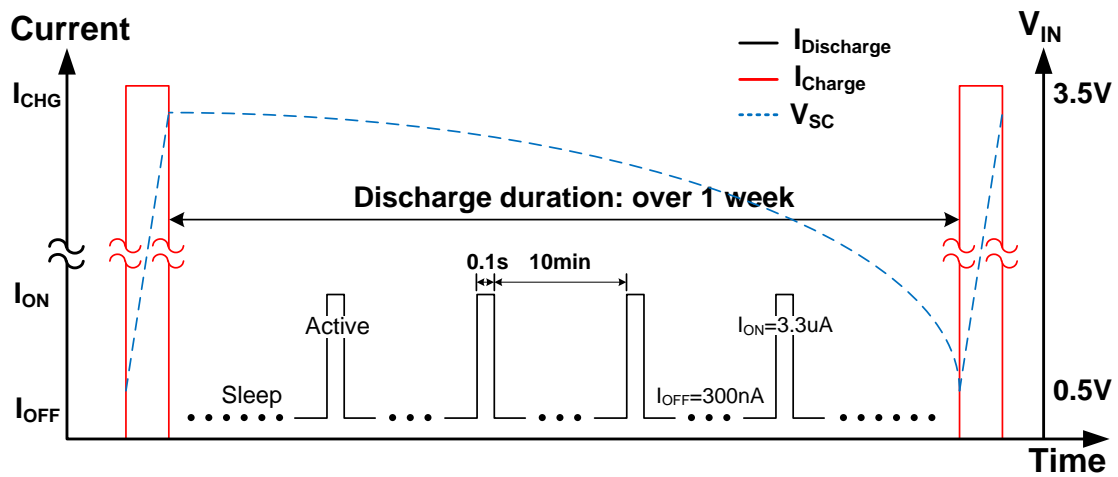 Current
V_IN
I_Discharge
I_CHG
I_Charge
3.5V
V_SC
Discharge duration: over 1 week
0.1s
10min
I_ON
Active
I_ON=3.3uA
Sleep
I_OFF=300nA
0.5V
I_OFF
Time